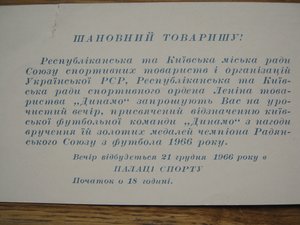 ШАНОВНИЙ ТОВАРИШУ!
Республіканська та Київська міська ради
Союзу спортивних товариств і організацій
Української РСР, Республіканська та Ки-
ївська ради спортивного ордена Леніна това-
риства „Динамо" запрошують Вас на уро-
чистий вечір, присвячений відзначенню київ-
ської футбольної команди „Динамо" з нагоди
вручення їй золотих медалей чемпіона Радян-
ського Союзу з футбола 1966 року.
Вечір відбудеться 21 грудня 1966 року в
ПАЛАЦІ СПОРТУ
Початок о 18 годині.